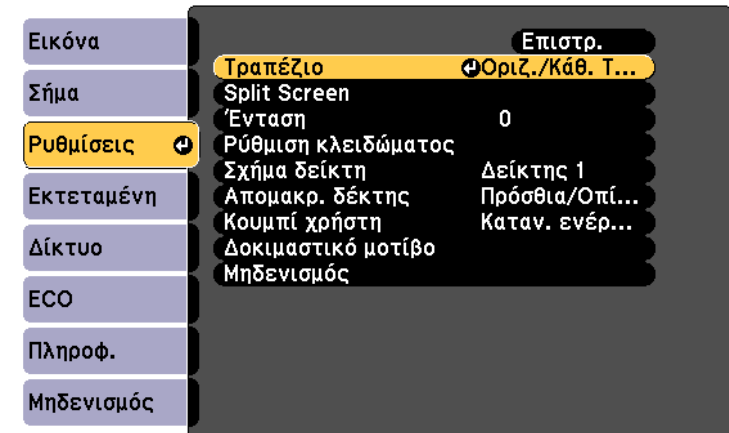 Εικόνα
Σήμα
Ρυθμίσεις
Εκτεταμένη
Δίκτυο
ECO
Πληροφ.
Μηδενισμός
Επιστρ.
Τραπέζιο Οριζ./Κάθ. Τ...
Split Screen
Ένταση 0
Ρύθμιση κλειδώματος
Σχήμα δείκτη Δείκτης 1
Απομακρ. δέκτης Πρόσθια/Οπί...
Κουμπί χρήστη Καταν. ενέρ...
Δοκιμαστικό μοτίβο
Μηδενισμός